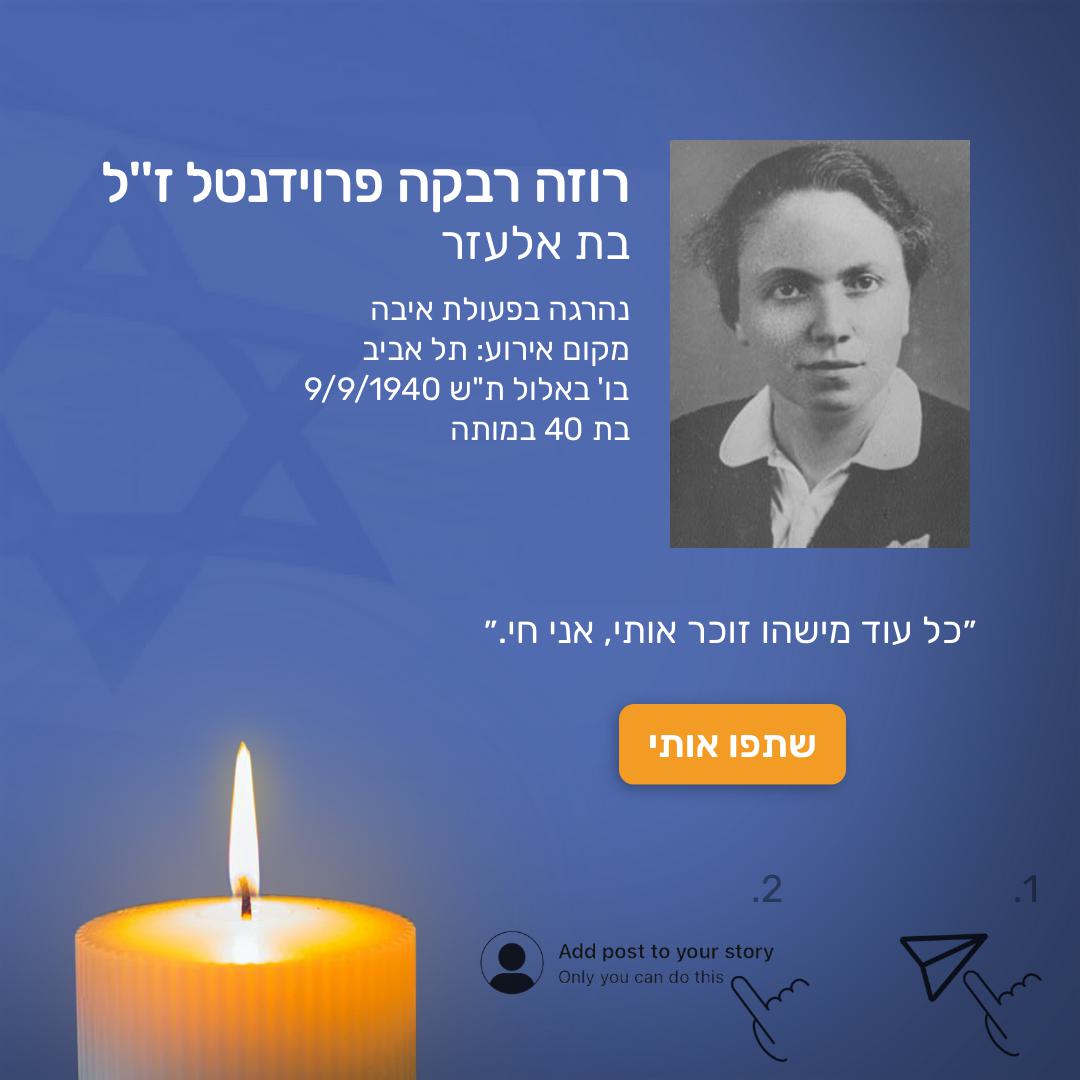 רוזה רבקה פרוידנטל ז"ל
בת אלעזר
נהרגה בפעולת איבה
מקום אירוע: תל אביב
בו' באלול ת"ש 9/9/1940
בת 40 במותה
״כל עוד מישהו זוכר אותי, אני חי.״
שתפו אותי
1.
2.
Add post to your story
Only you can do this